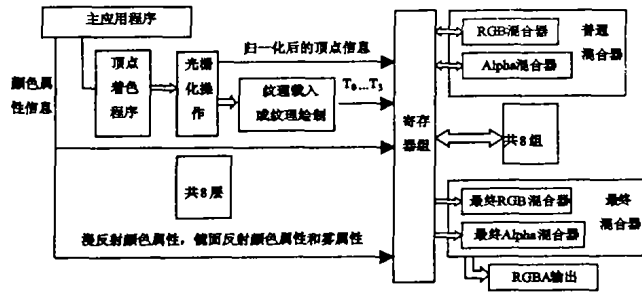 主应用程序
颜色属
性信息
顶点
着色
程序
光栅
化操
作
归一化后的顶点信息
纹理载入
或纹理绘制
T₀...T₃
共8层
漫反射颜色属性，镜面反射颜色属性和雾属性
寄存
器组
RGB混合器
Alpha混合器
普通
混合器
共8组
最终RGB混合器
最终Alpha混合器
最终
混合器
RGBA输出